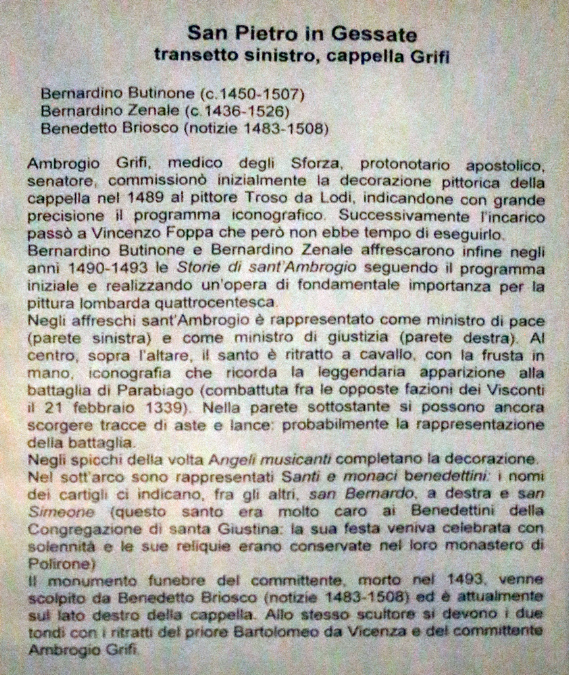 San Pietro in Gessate
transetto sinistro, cappella Grifi
Bernardino Butinone (c.1450-1507)
Bernardino Zenale (c.1436-1526)
Benedetto Briosco (notizie 1483-1508)
Ambrogio Grifi, medico degli Sforza, protonotario apostolico,
senatore, commissionò inizialmente la decorazione pittorica della
cappella nel 1489 al pittore Troso da Lodi, indicandone con grande
precisione il programma iconografico. Successivamente l'incarico
passò a Vincenzo Foppa che però non ebbe tempo di eseguirlo.
Bernardino Butinone e Bernardino Zenale affrescarono infine negli
anni 1490-1493 le Storie di sant'Ambrogio seguendo il programma
iniziale e realizzando un'opera di fondamentale importanza per la
pittura lombarda quattrocentesca.
Negli affreschi sant'Ambrogio è rappresentato come ministro di pace
(parete sinistra) e come ministro di giustizia (parete destra). Al
centro, sopra l'altare, il santo è ritratto a cavallo, con la frusta in
mano, iconografia che ricorda la leggendaria apparizione alla
battaglia di Parabiago (combattuta fra le opposte fazioni dei Visconti
il 21 febbraio 1339). Nella parete sottostante si possono ancora
scorgere tracce di aste e lance: probabilmente la rappresentazione
della battaglia.
Negli spicchi della volta Angeli musicanti completano la decorazione.
Nel sott'arco sono rappresentati Santi e monaci benedettini: i nomi
dei cartigli ci indicano, fra gli altri, san Bernardo, a destra e san
Simeone (questo santo era molto caro ai Benedettini della
Congregazione di santa Giustina: la sua festa veniva celebrata con
solennità e le sue reliquie erano conservate nel loro monastero di
Polirone)
Il monumento funebre del committente, morto nel 1493, venne
scolpito da Benedetto Briosco (notizie 1483-1508) ed è attualmente
sul lato destro della cappella. Allo stesso scultore si devono i due
tondi con i ritratti del priore Bartolomeo da Vicenza e del committente
Ambrogio Grifi.